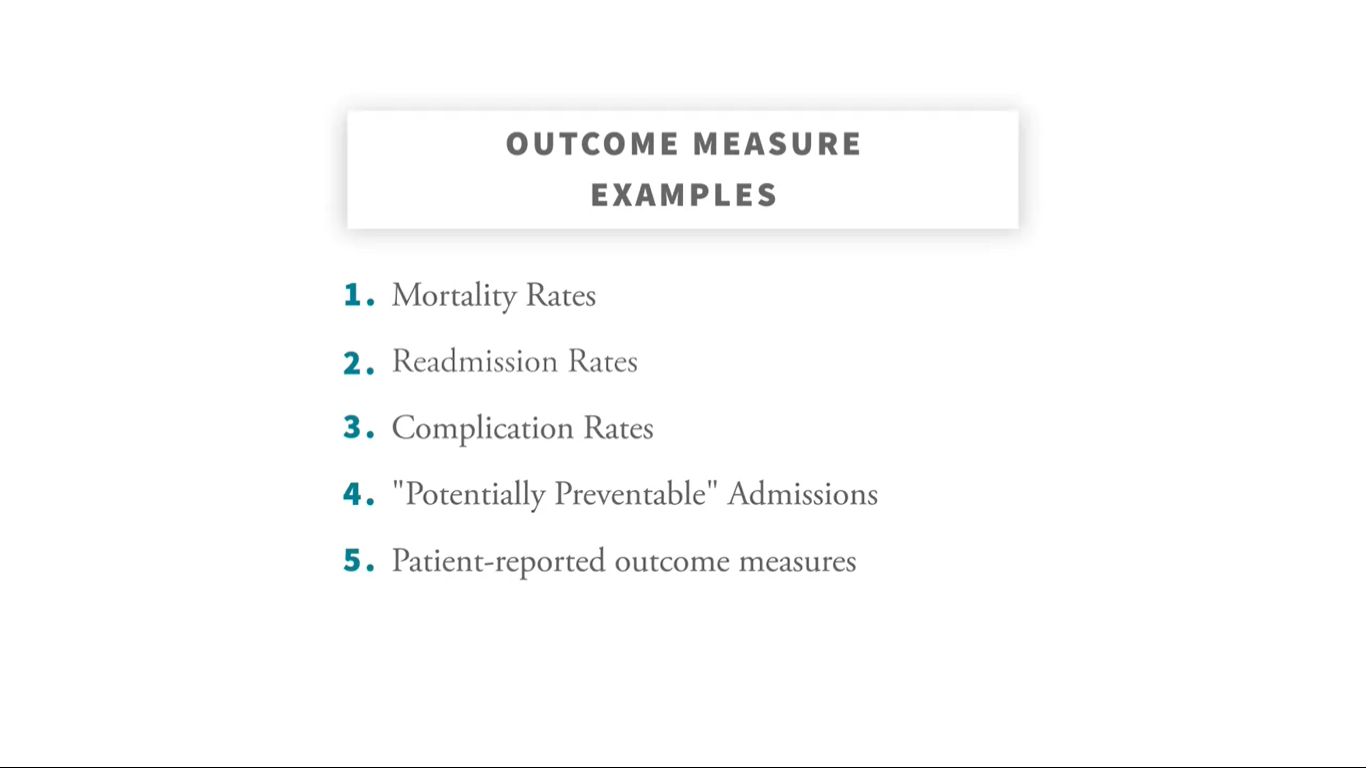 OUTCOME MEASURE
EXAMPLES
1. Mortality Rates
2. Readmission Rates
3. Complication Rates
4. "Potentially Preventable" Admissions
5. Patient-reported outcome measures